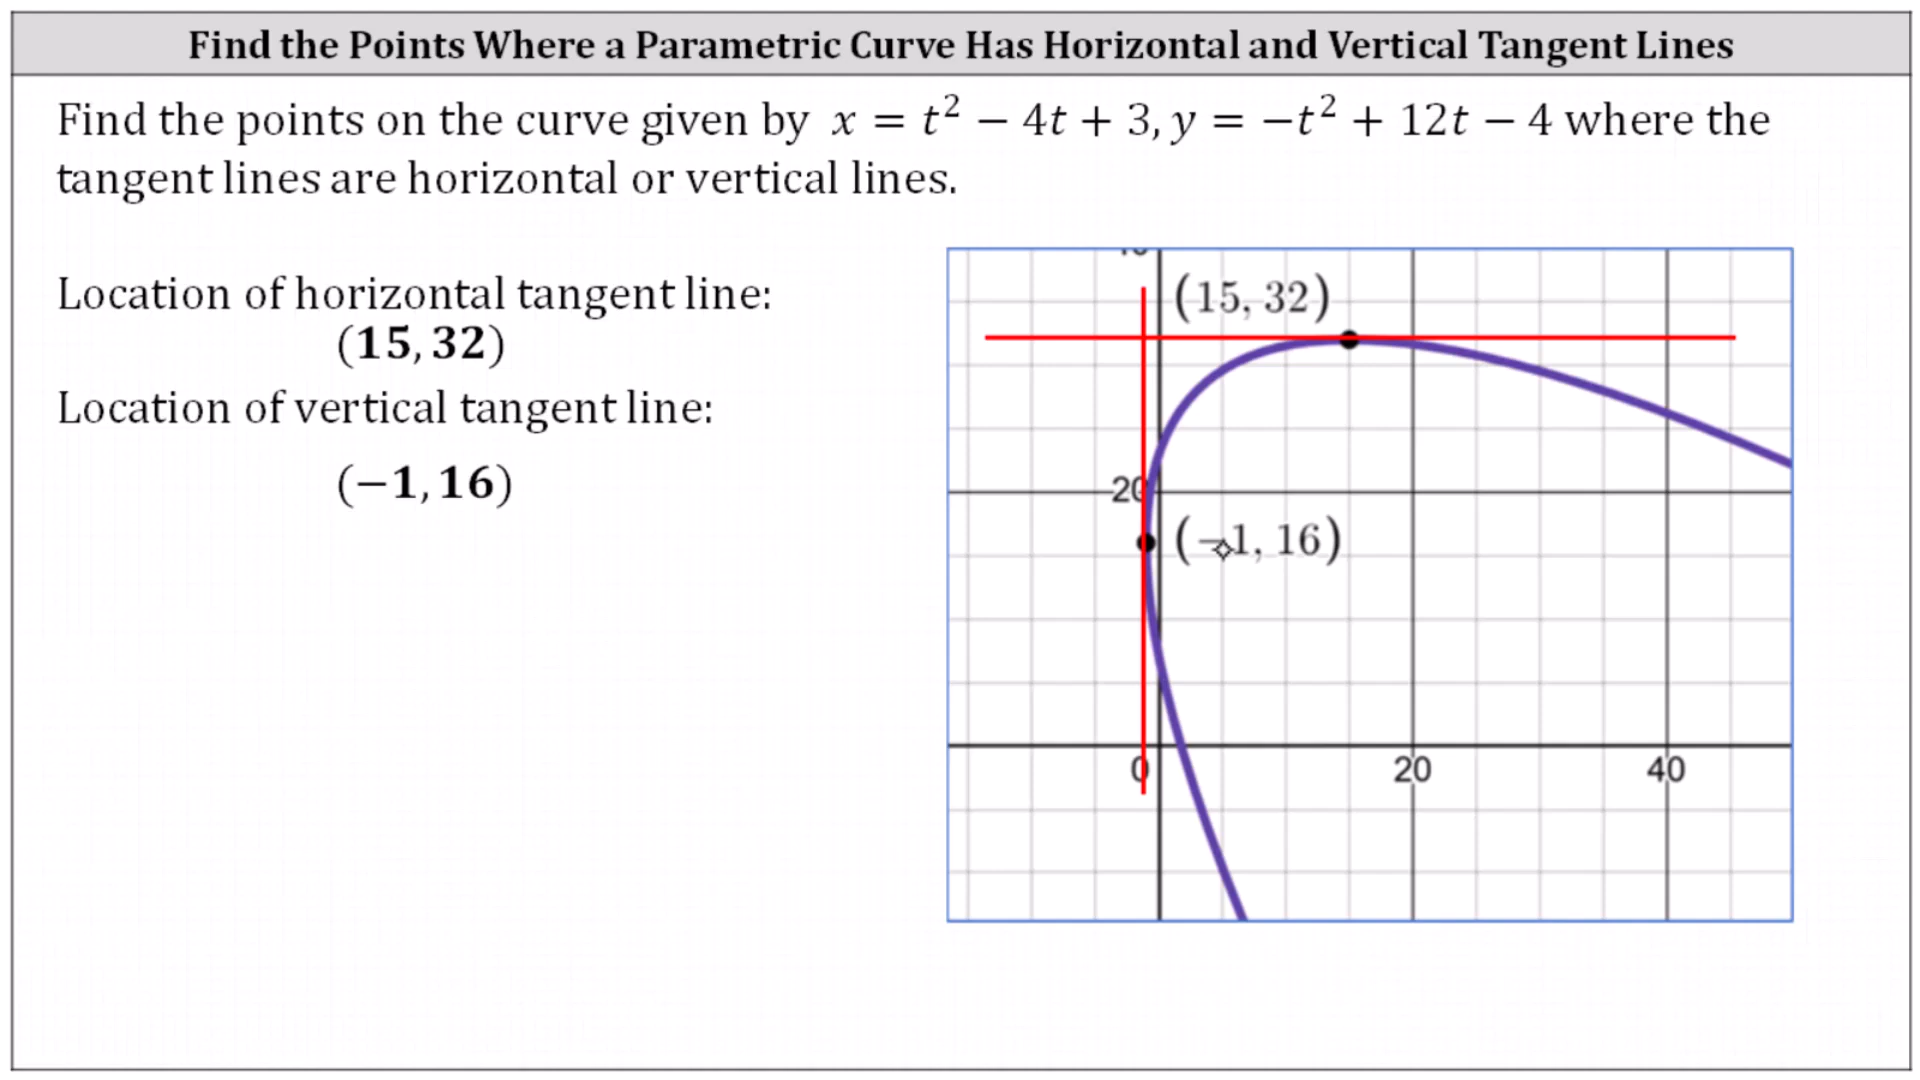 Find the Points Where a Parametric Curve Has Horizontal and Vertical Tangent Lines
Find the points on the curve given by x = t² − 4t + 3, y = −t² + 12t − 4 where the
tangent lines are horizontal or vertical lines.
Location of horizontal tangent line:
(15, 32)
Location of vertical tangent line:
(−1, 16)
(15, 32)
20
(−1, 16)
0 20 40